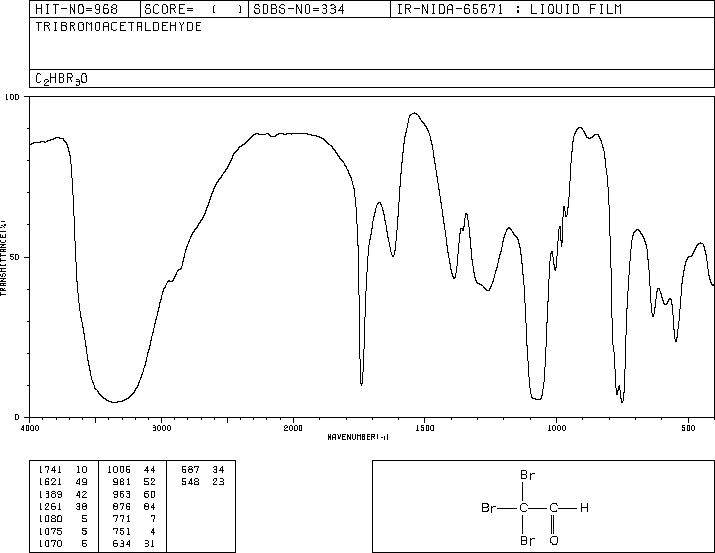 HIT-NO=968 SCORE= ( ) SDBS-NO=334 IR-NIDA-65671 : LIQUID FILM
TRIBROMOACETALDEHYDE
C2HBR3O
100
50
0
TRANSMITTANCE(%)
4000 3000 2000 1500 1000 500
WAVENUMBER(-1)
1741 10 1006 44 587 34
1621 49 981 52 548 23
1389 42 963 60
1261 38 876 84
1080 5 771 7
1075 5 751 4
1070 5 634 31
Br
Br C C H
Br O